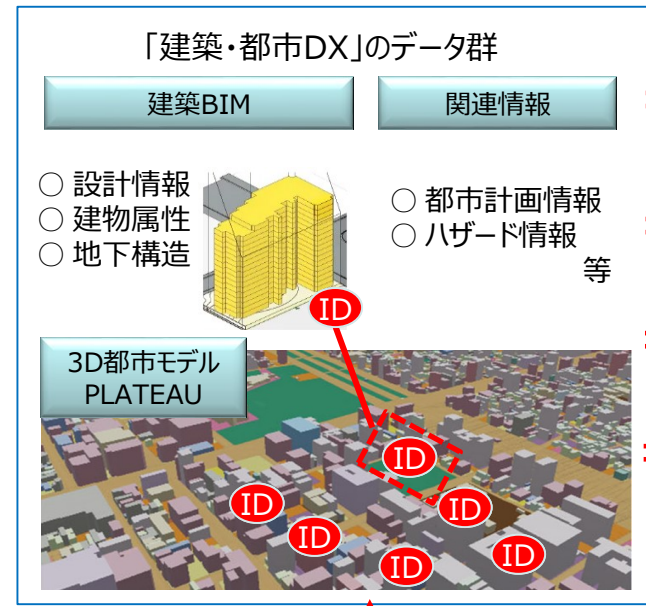 「建築・都市DX」のデータ群
建築BIM
関連情報
○ 設計情報
○ 建物属性
○ 地下構造
○ 都市計画情報
○ ハザード情報
等
ID
3D都市モデル
PLATEAU
ID
ID
ID
ID
ID
ID